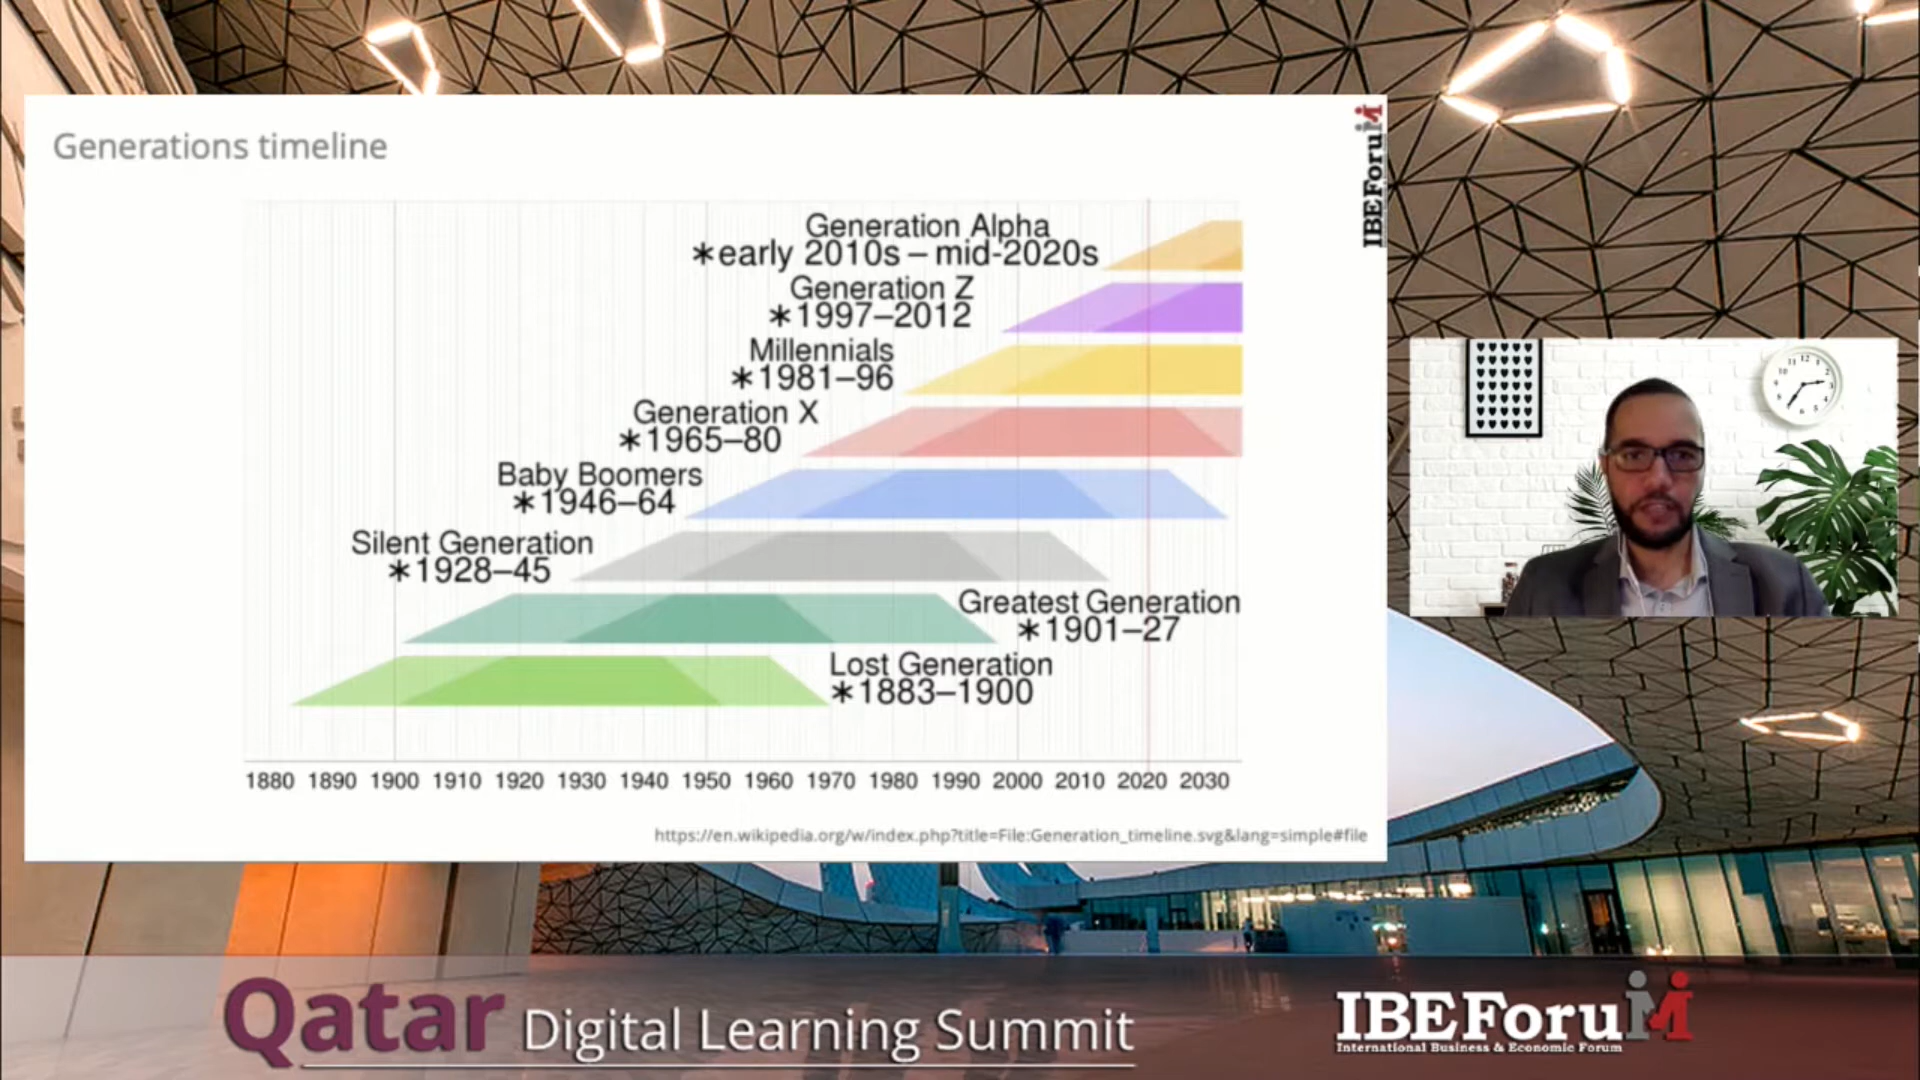 Generations timeline
IBEForuM
Generation Alpha
*early 2010s – mid-2020s
Generation Z
*1997–2012
Millennials
*1981–96
Generation X
*1965–80
Baby Boomers
*1946–64
Silent Generation
*1928–45
Greatest Generation
*1901–27
Lost Generation
*1883–1900
1880 1890 1900 1910 1920 1930 1940 1950 1960 1970 1980 1990 2000 2010 2020 2030
https://en.wikipedia.org/w/index.php?title=File:Generation_timeline.svg&lang=simple#file
Qatar Digital Learning Summit
IBEForuM
International Business & Economic Forum